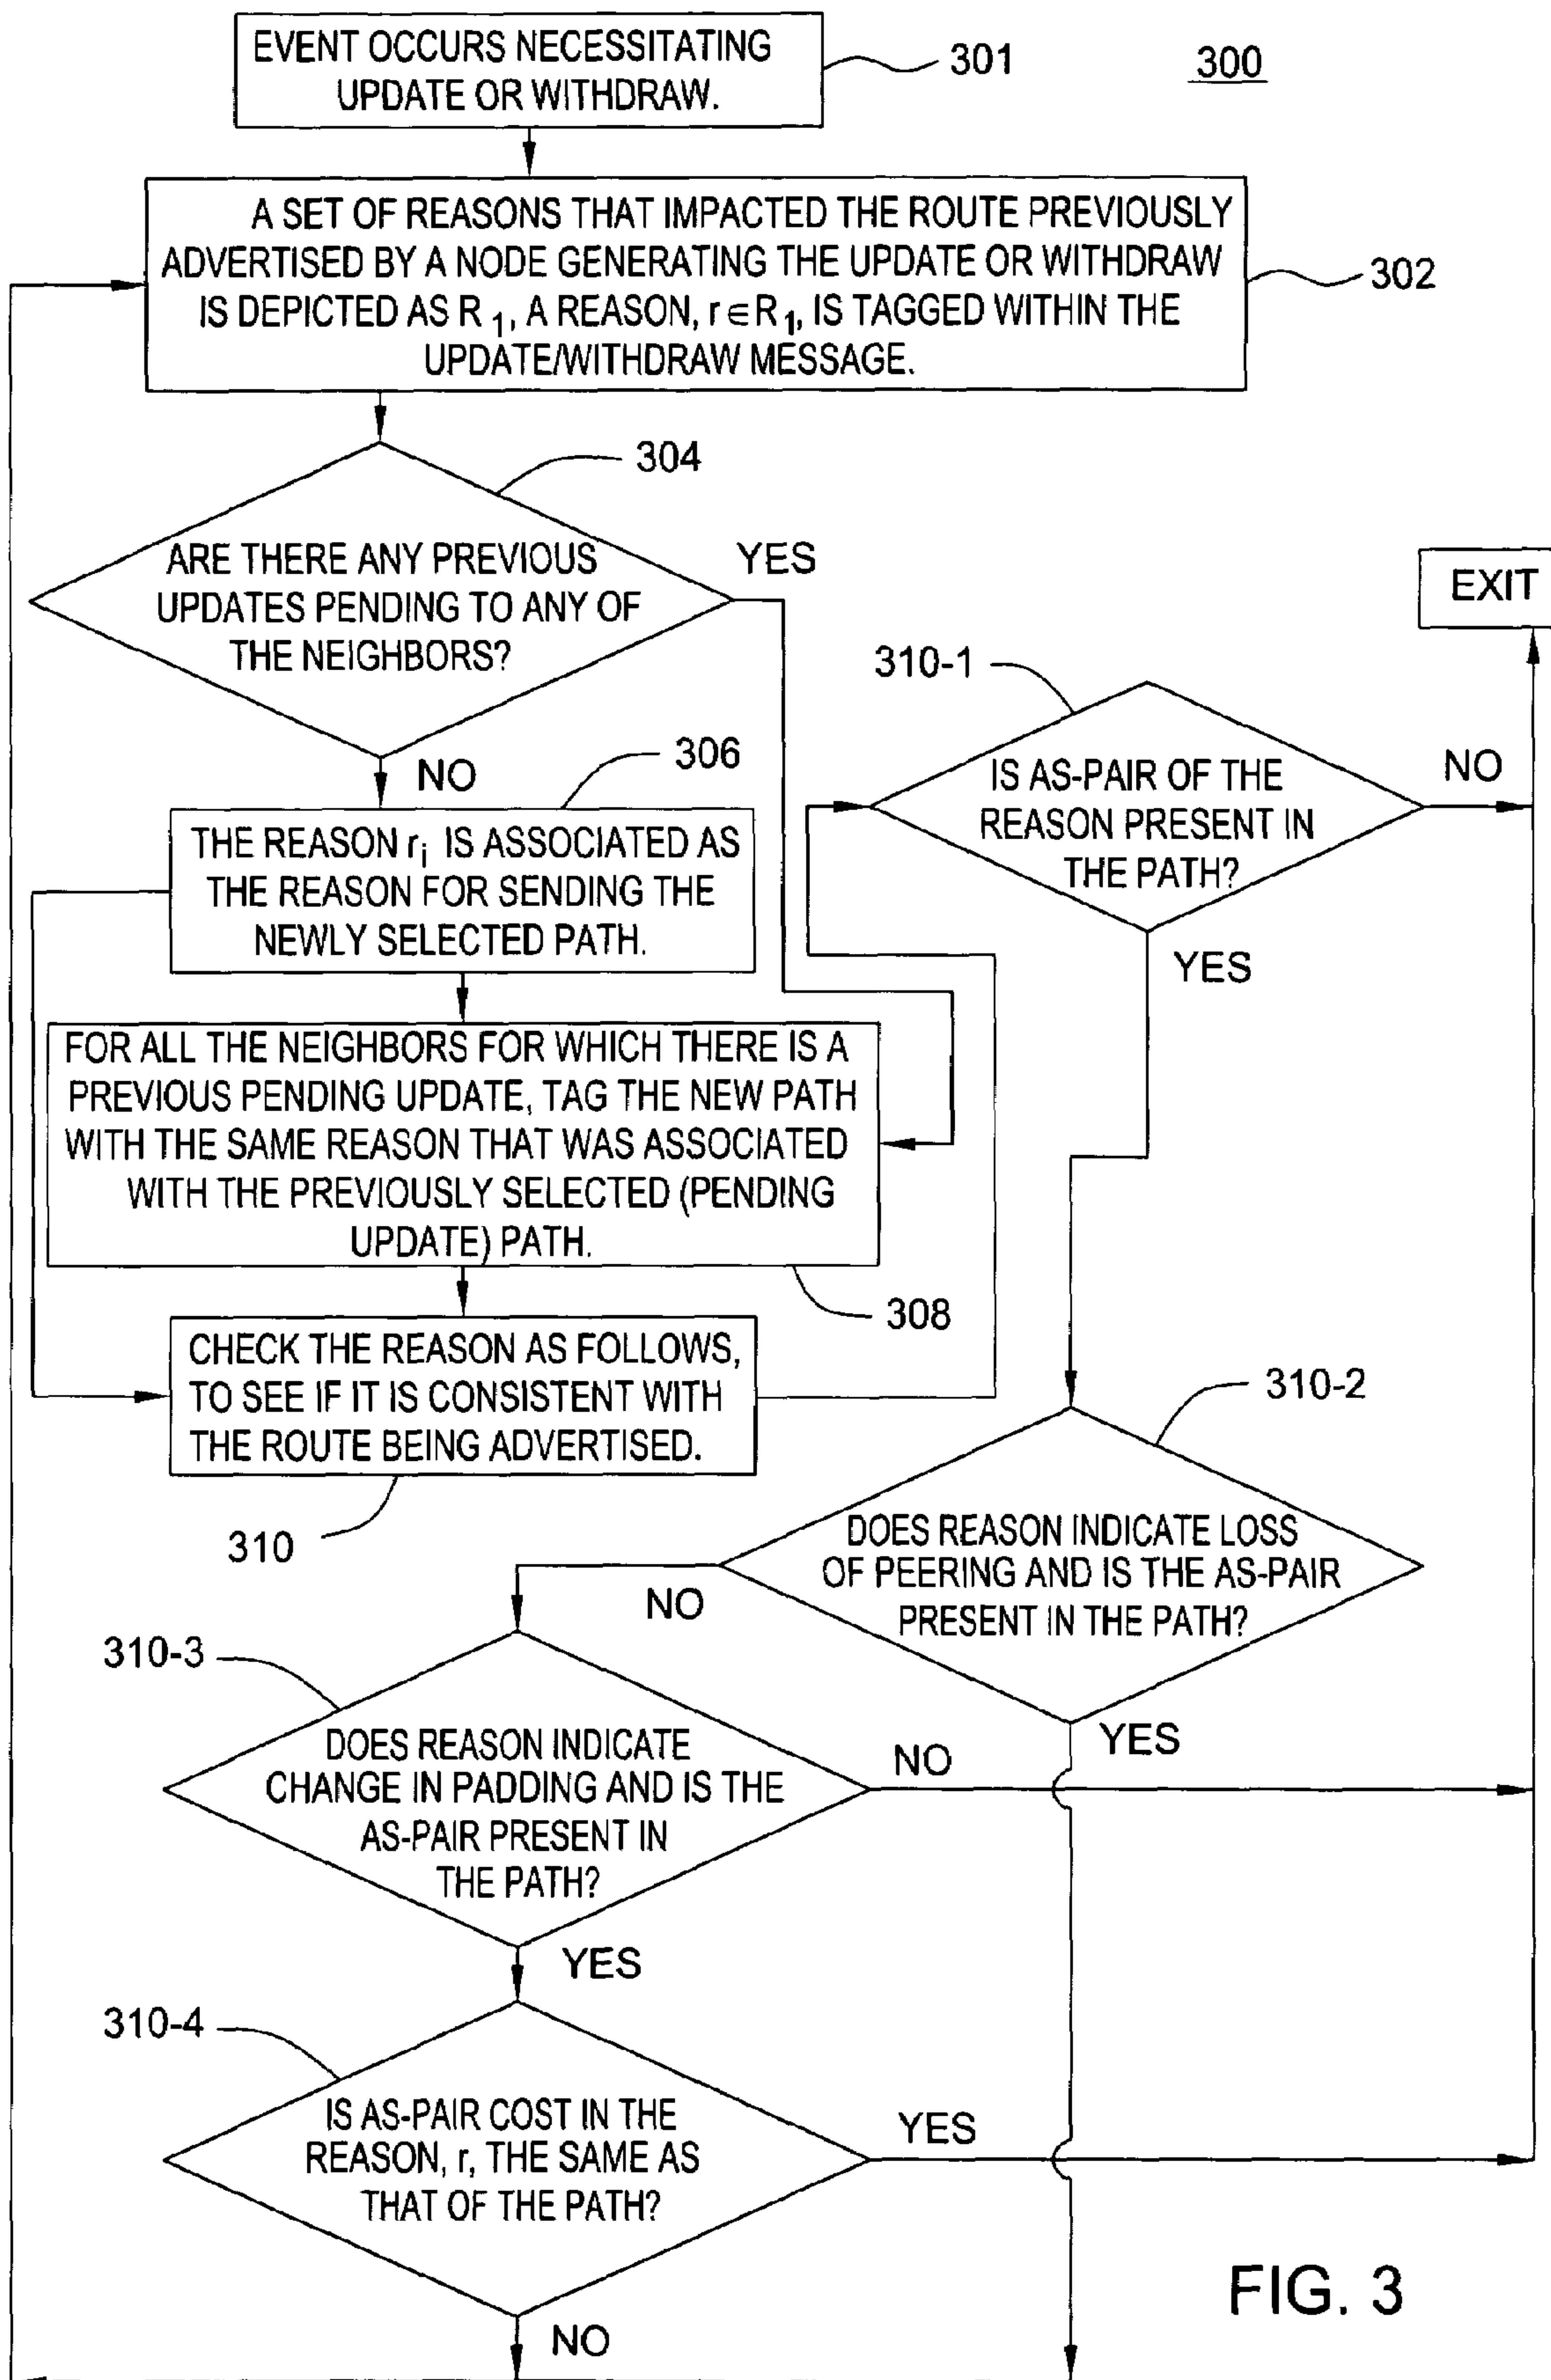 EVENT OCCURS NECESSITATING
UPDATE OR WITHDRAW.
301
300
A SET OF REASONS THAT IMPACTED THE ROUTE PREVIOUSLY
ADVERTISED BY A NODE GENERATING THE UPDATE OR WITHDRAW
IS DEPICTED AS R 1, A REASON, r∈R1, IS TAGGED WITHIN THE
UPDATE/WITHDRAW MESSAGE.
302
304
ARE THERE ANY PREVIOUS
UPDATES PENDING TO ANY OF
THE NEIGHBORS?
YES
NO
306
THE REASON ri IS ASSOCIATED AS
THE REASON FOR SENDING THE
NEWLY SELECTED PATH.
FOR ALL THE NEIGHBORS FOR WHICH THERE IS A
PREVIOUS PENDING UPDATE, TAG THE NEW PATH
WITH THE SAME REASON THAT WAS ASSOCIATED
WITH THE PREVIOUSLY SELECTED (PENDING
UPDATE) PATH.
308
CHECK THE REASON AS FOLLOWS,
TO SEE IF IT IS CONSISTENT WITH
THE ROUTE BEING ADVERTISED.
310
EXIT
310-1
IS AS-PAIR OF THE
REASON PRESENT IN
THE PATH?
NO
YES
310-2
DOES REASON INDICATE LOSS
OF PEERING AND IS THE AS-PAIR
PRESENT IN THE PATH?
NO
YES
310-3
DOES REASON INDICATE
CHANGE IN PADDING AND IS THE
AS-PAIR PRESENT IN
THE PATH?
NO
YES
310-4
IS AS-PAIR COST IN THE
REASON, r, THE SAME AS
THAT OF THE PATH?
YES
NO
FIG. 3